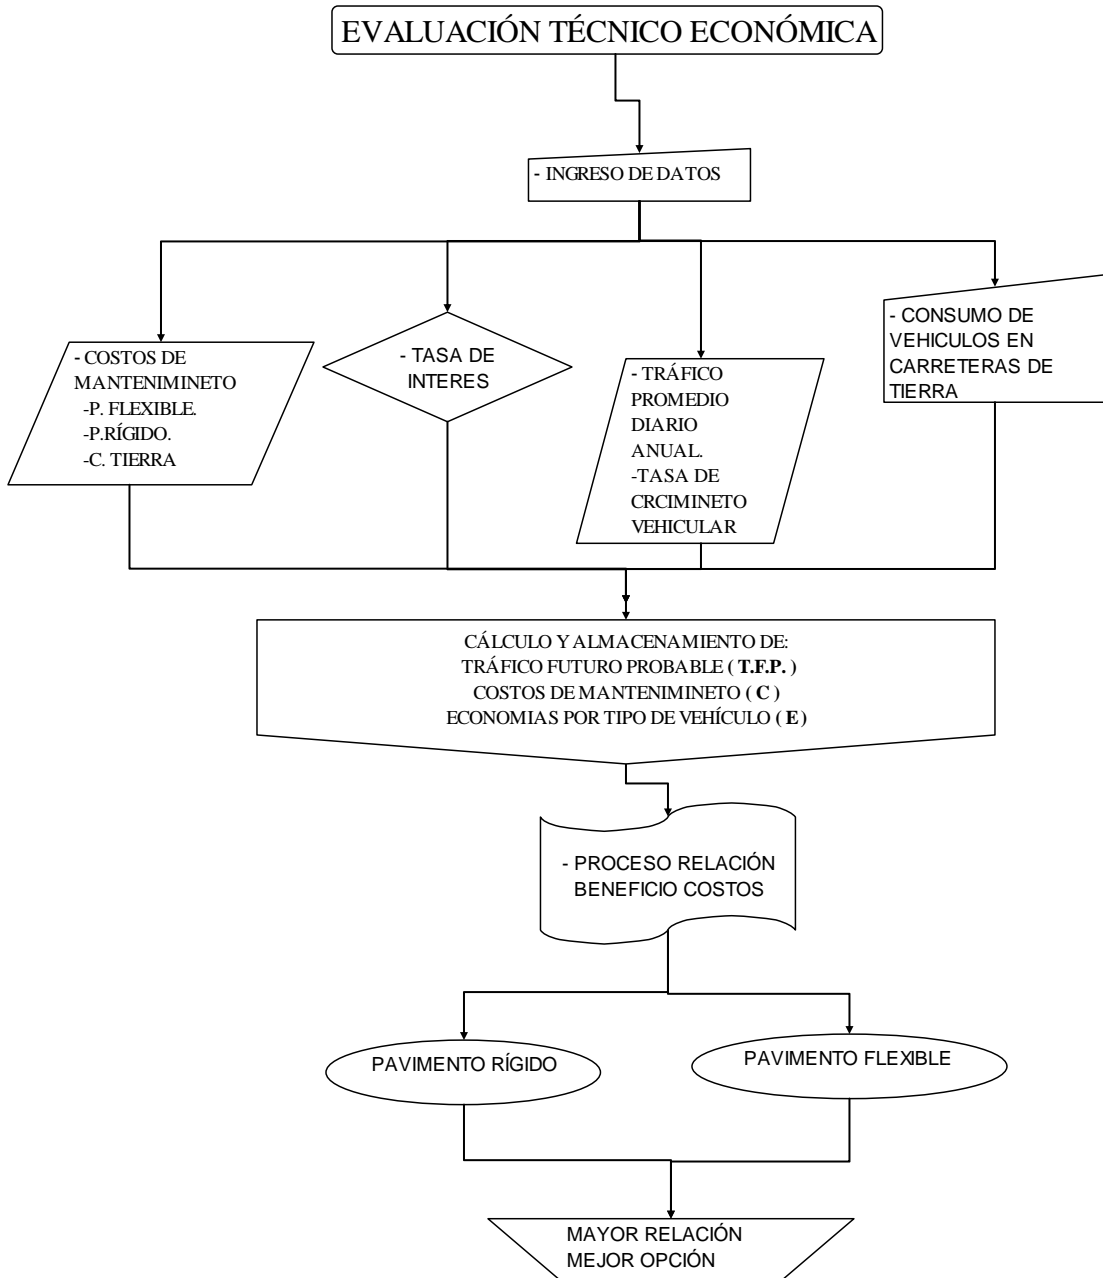 EVALUACIÓN TÉCNICO ECONÓMICA
- INGRESO DE DATOS
- COSTOS DE
MANTENIMINETO
-P. FLEXIBLE.
-P.RÍGIDO.
-C. TIERRA
- TASA DE
INTERES
- TRÁFICO
PROMEDIO
DIARIO
ANUAL.
-TASA DE
CRCIMINETO
VEHICULAR
- CONSUMO DE
VEHICULOS EN
CARRETERAS DE
TIERRA
CÁLCULO Y ALMACENAMIENTO DE:
TRÁFICO FUTURO PROBABLE ( T.F.P. )
COSTOS DE MANTENIMINETO ( C )
ECONOMIAS POR TIPO DE VEHÍCULO ( E )
- PROCESO RELACIÓN
BENEFICIO COSTOS
PAVIMENTO RÍGIDO
PAVIMENTO FLEXIBLE
MAYOR RELACIÓN
MEJOR OPCIÓN